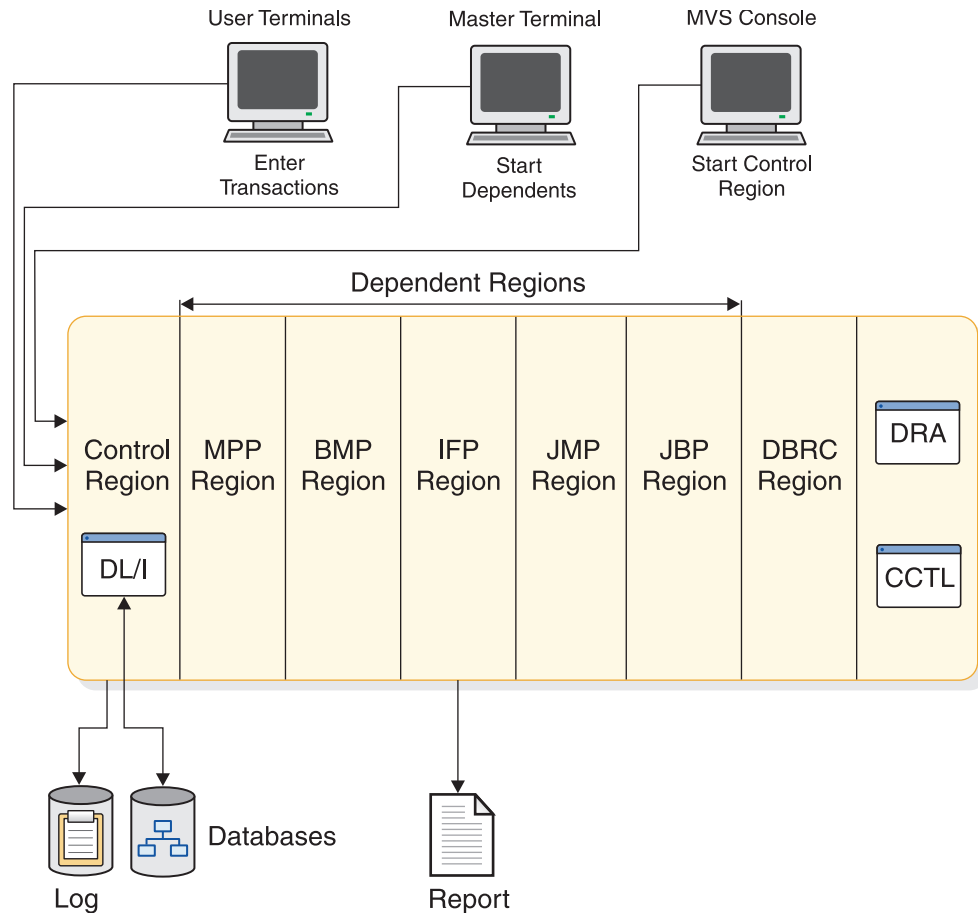 User Terminals
Master Terminal
MVS Console
Enter
Transactions
Start
Dependents
Start Control
Region
Dependent Regions
Control
Region
MPP
Region
BMP
Region
IFP
Region
JMP
Region
JBP
Region
DBRC
Region
DRA
DL/I
CCTL
Databases
Log
Report